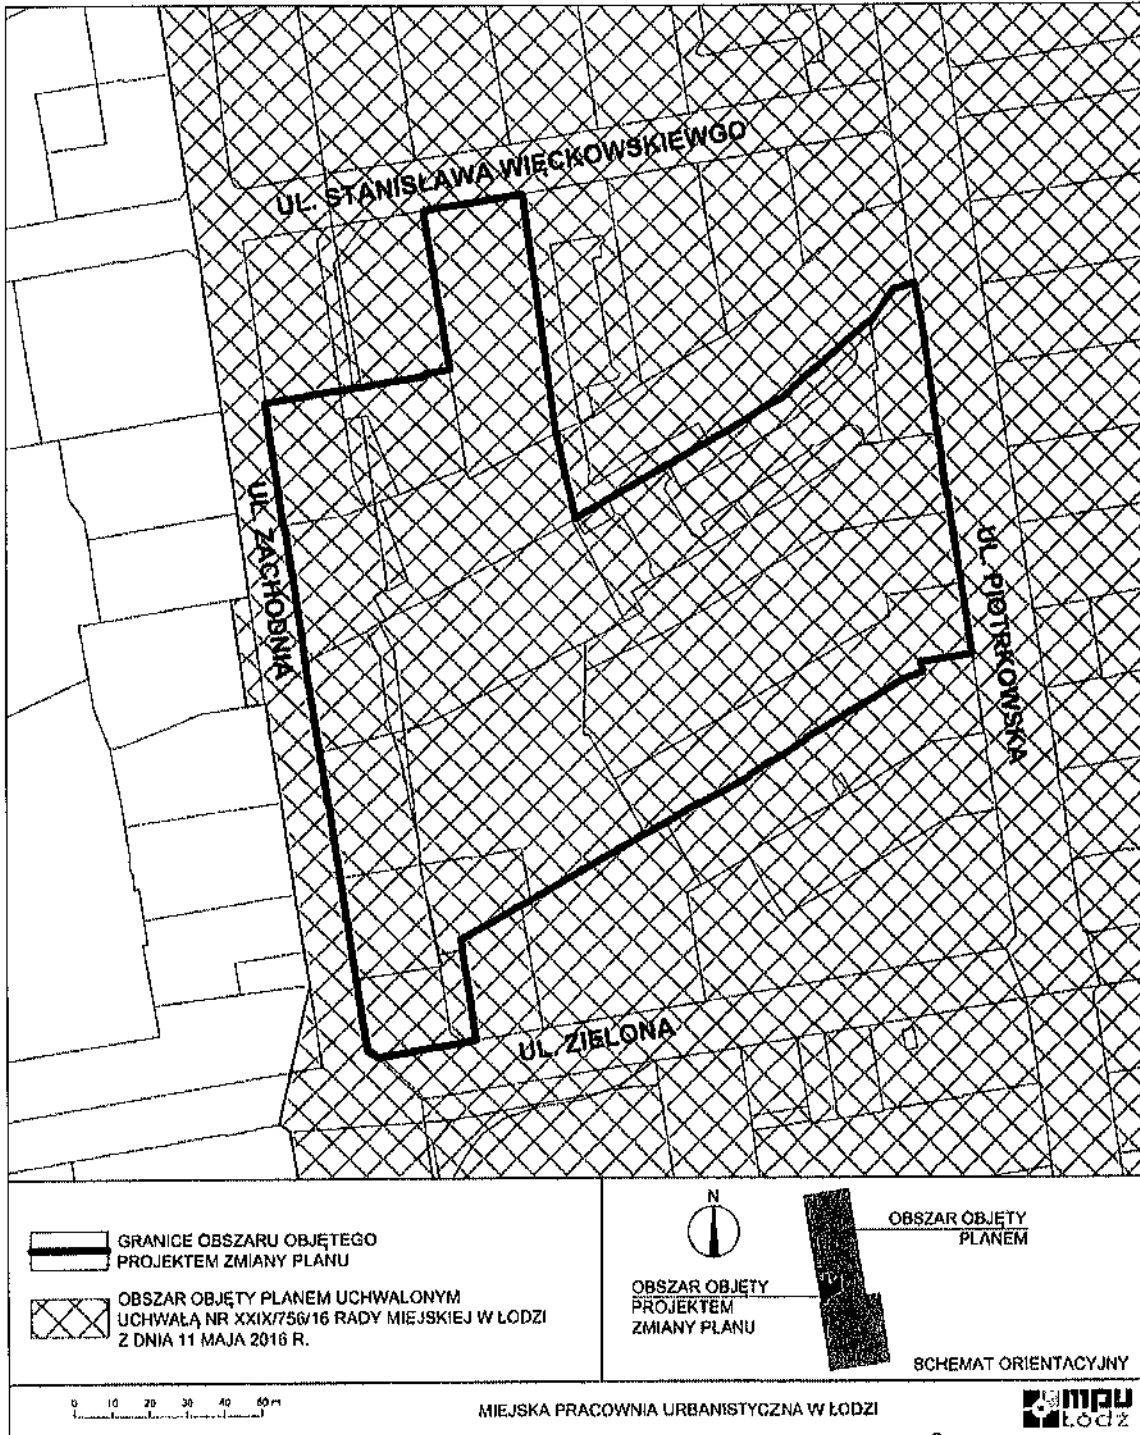 UL. STANISŁAWA WIĘCKOWSKIEWGO
UL. ZACHODNIA
UL. PIOTRKOWSKA
UL. ZIELONA
GRANICE OBSZARU OBJĘTEGO
PROJEKTEM ZMIANY PLANU
OBSZAR OBJĘTY PLANEM UCHWALONYM
UCHWAŁĄ NR XXIX/756/16 RADY MIEJSKIEJ W ŁODZI
Z DNIA 11 MAJA 2016 R.
N
OBSZAR OBJĘTY
PLANEM
OBSZAR OBJĘTY
PROJEKTEM
ZMIANY PLANU
SCHEMAT ORIENTACYJNY
0 10 20 30 40 50 m
MIEJSKA PRACOWNIA URBANISTYCZNA W ŁODZI
mpu
Łódź